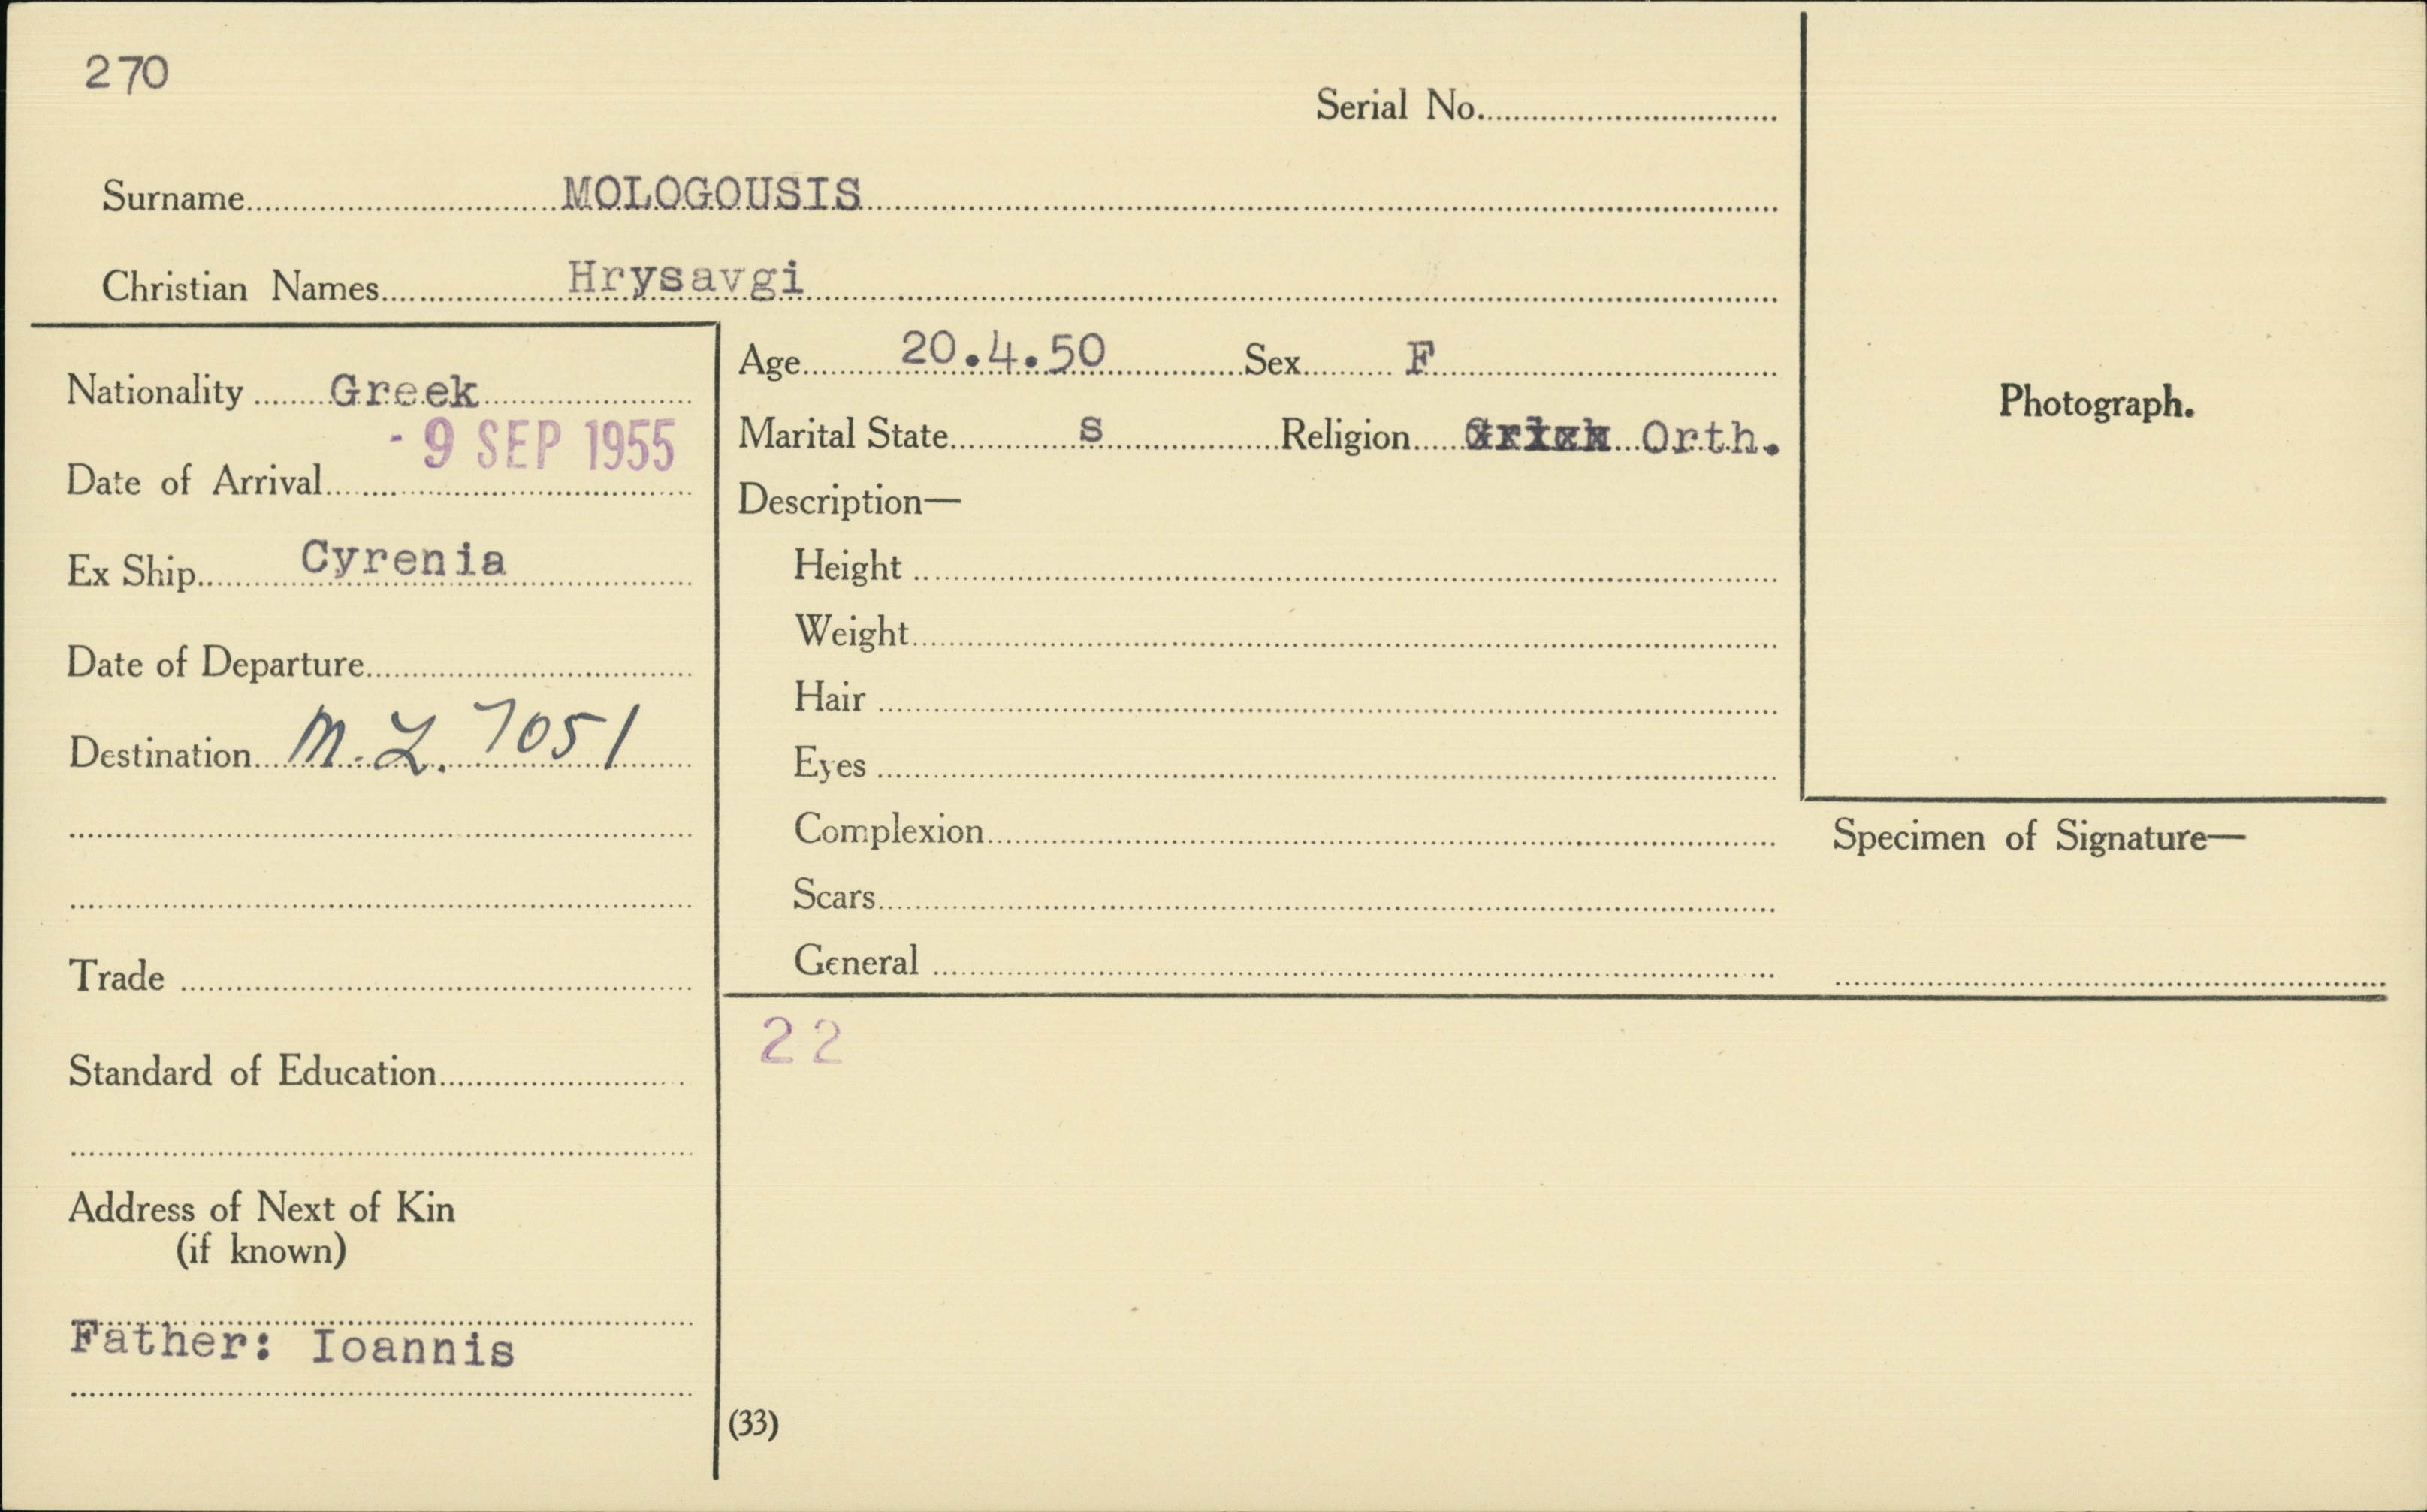 270
Serial No.
Surname MOLOGOUSIS
Christian Names Hrysavgi
Nationality Greek
- 9 SEP 1955
Date of Arrival
Ex Ship Cyrenia
Date of Departure
Destination M.L. 7051
Trade
Standard of Education
Address of Next of Kin
(if known)
Father: Ioannis
Age 20.4.50 Sex F
Marital State S Religion Orth.
Description—
Height
Weight
Hair
Eyes
Complexion
Scars
General
22
(33)
Photograph.
Specimen of Signature—